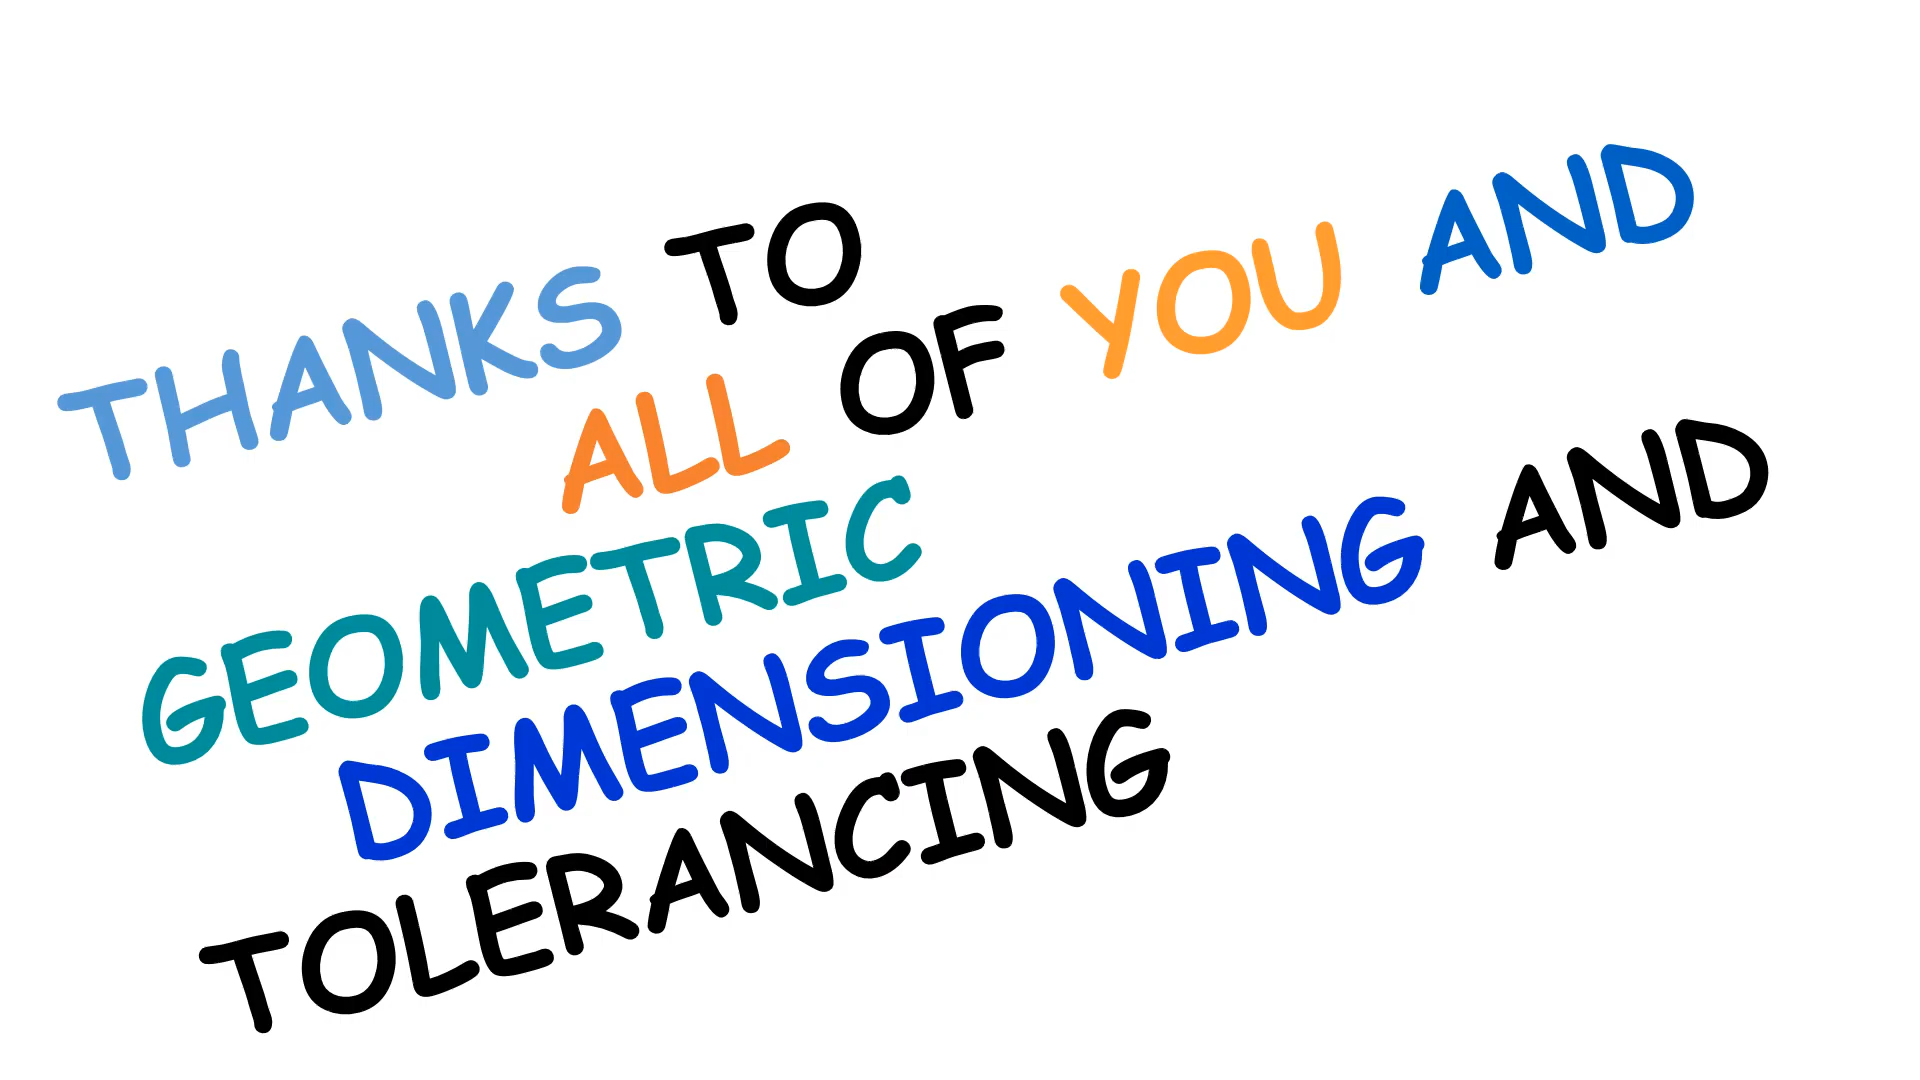 THANKS TO
ALL OF YOU AND
GEOMETRIC
DIMENSIONING AND
TOLERANCING